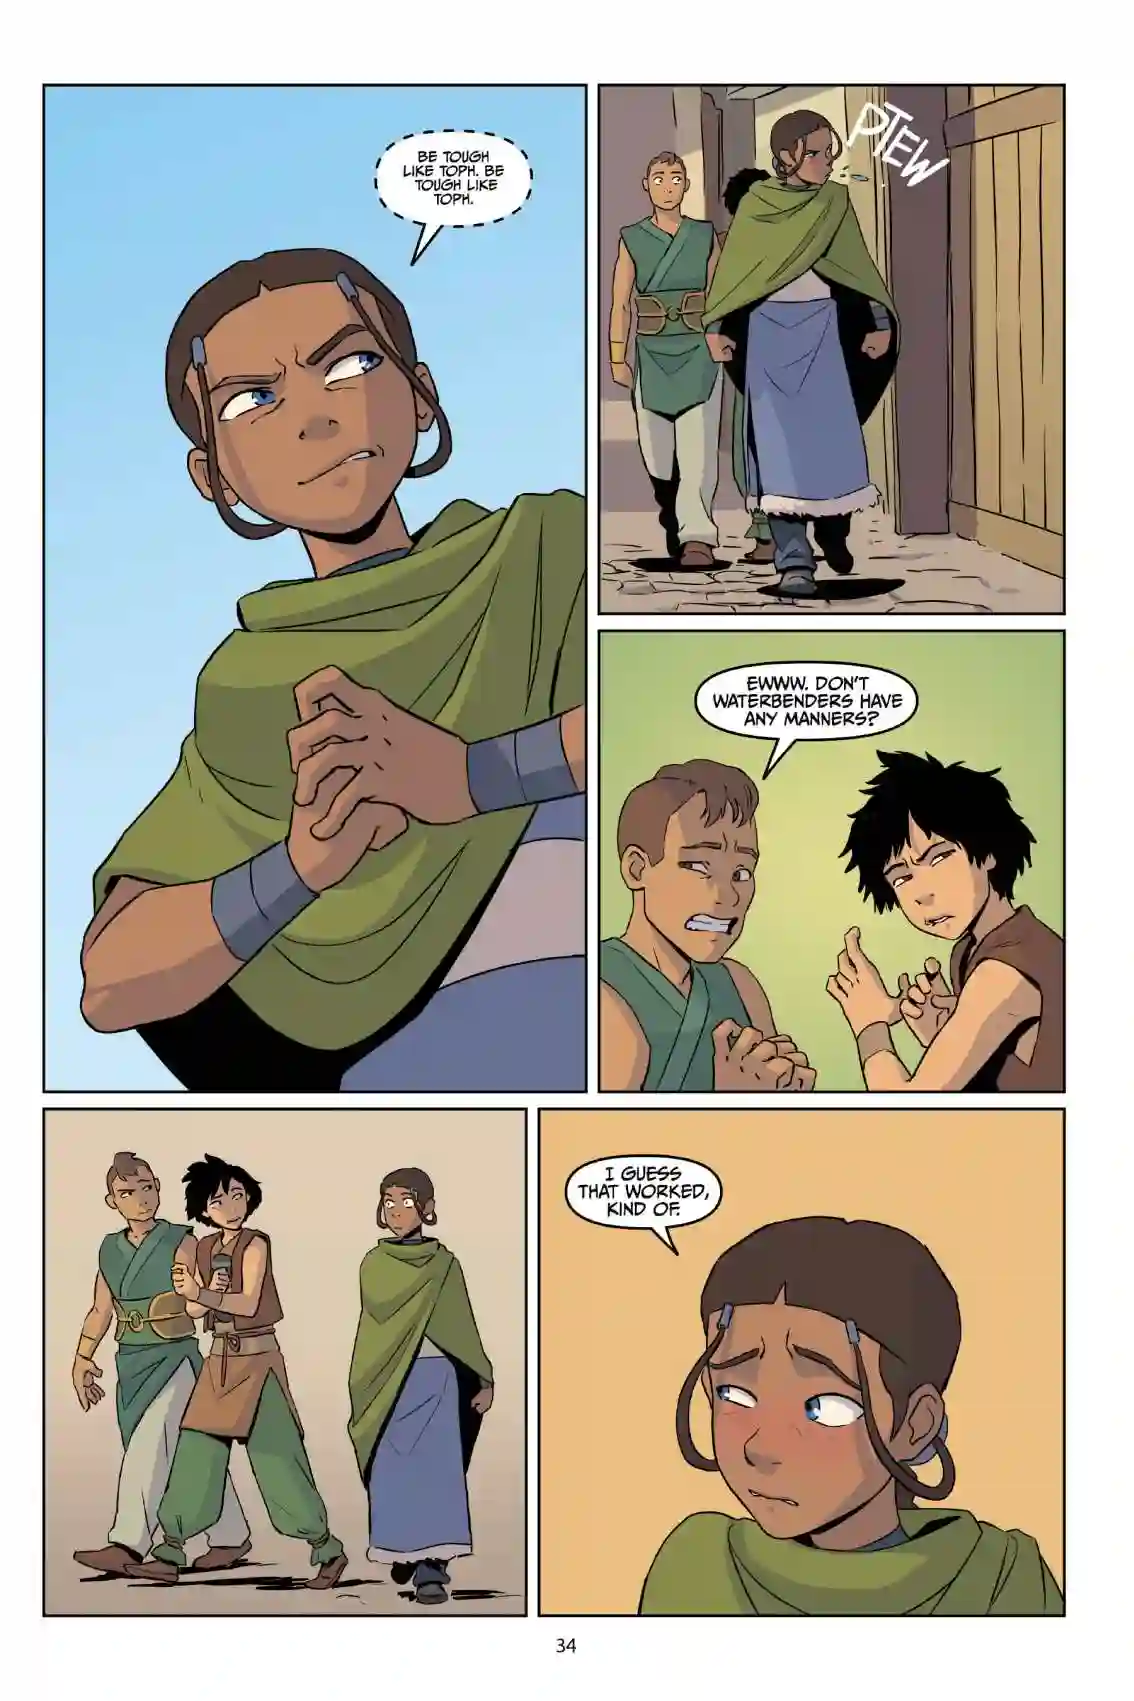 BE TOUGH
LIKE TOPH. BE
TOUGH LIKE
TOPH.
PTEW
EWWW. DON'T
WATERBENDERS HAVE
ANY MANNERS?
I GUESS
THAT WORKED,
KIND OF.
34